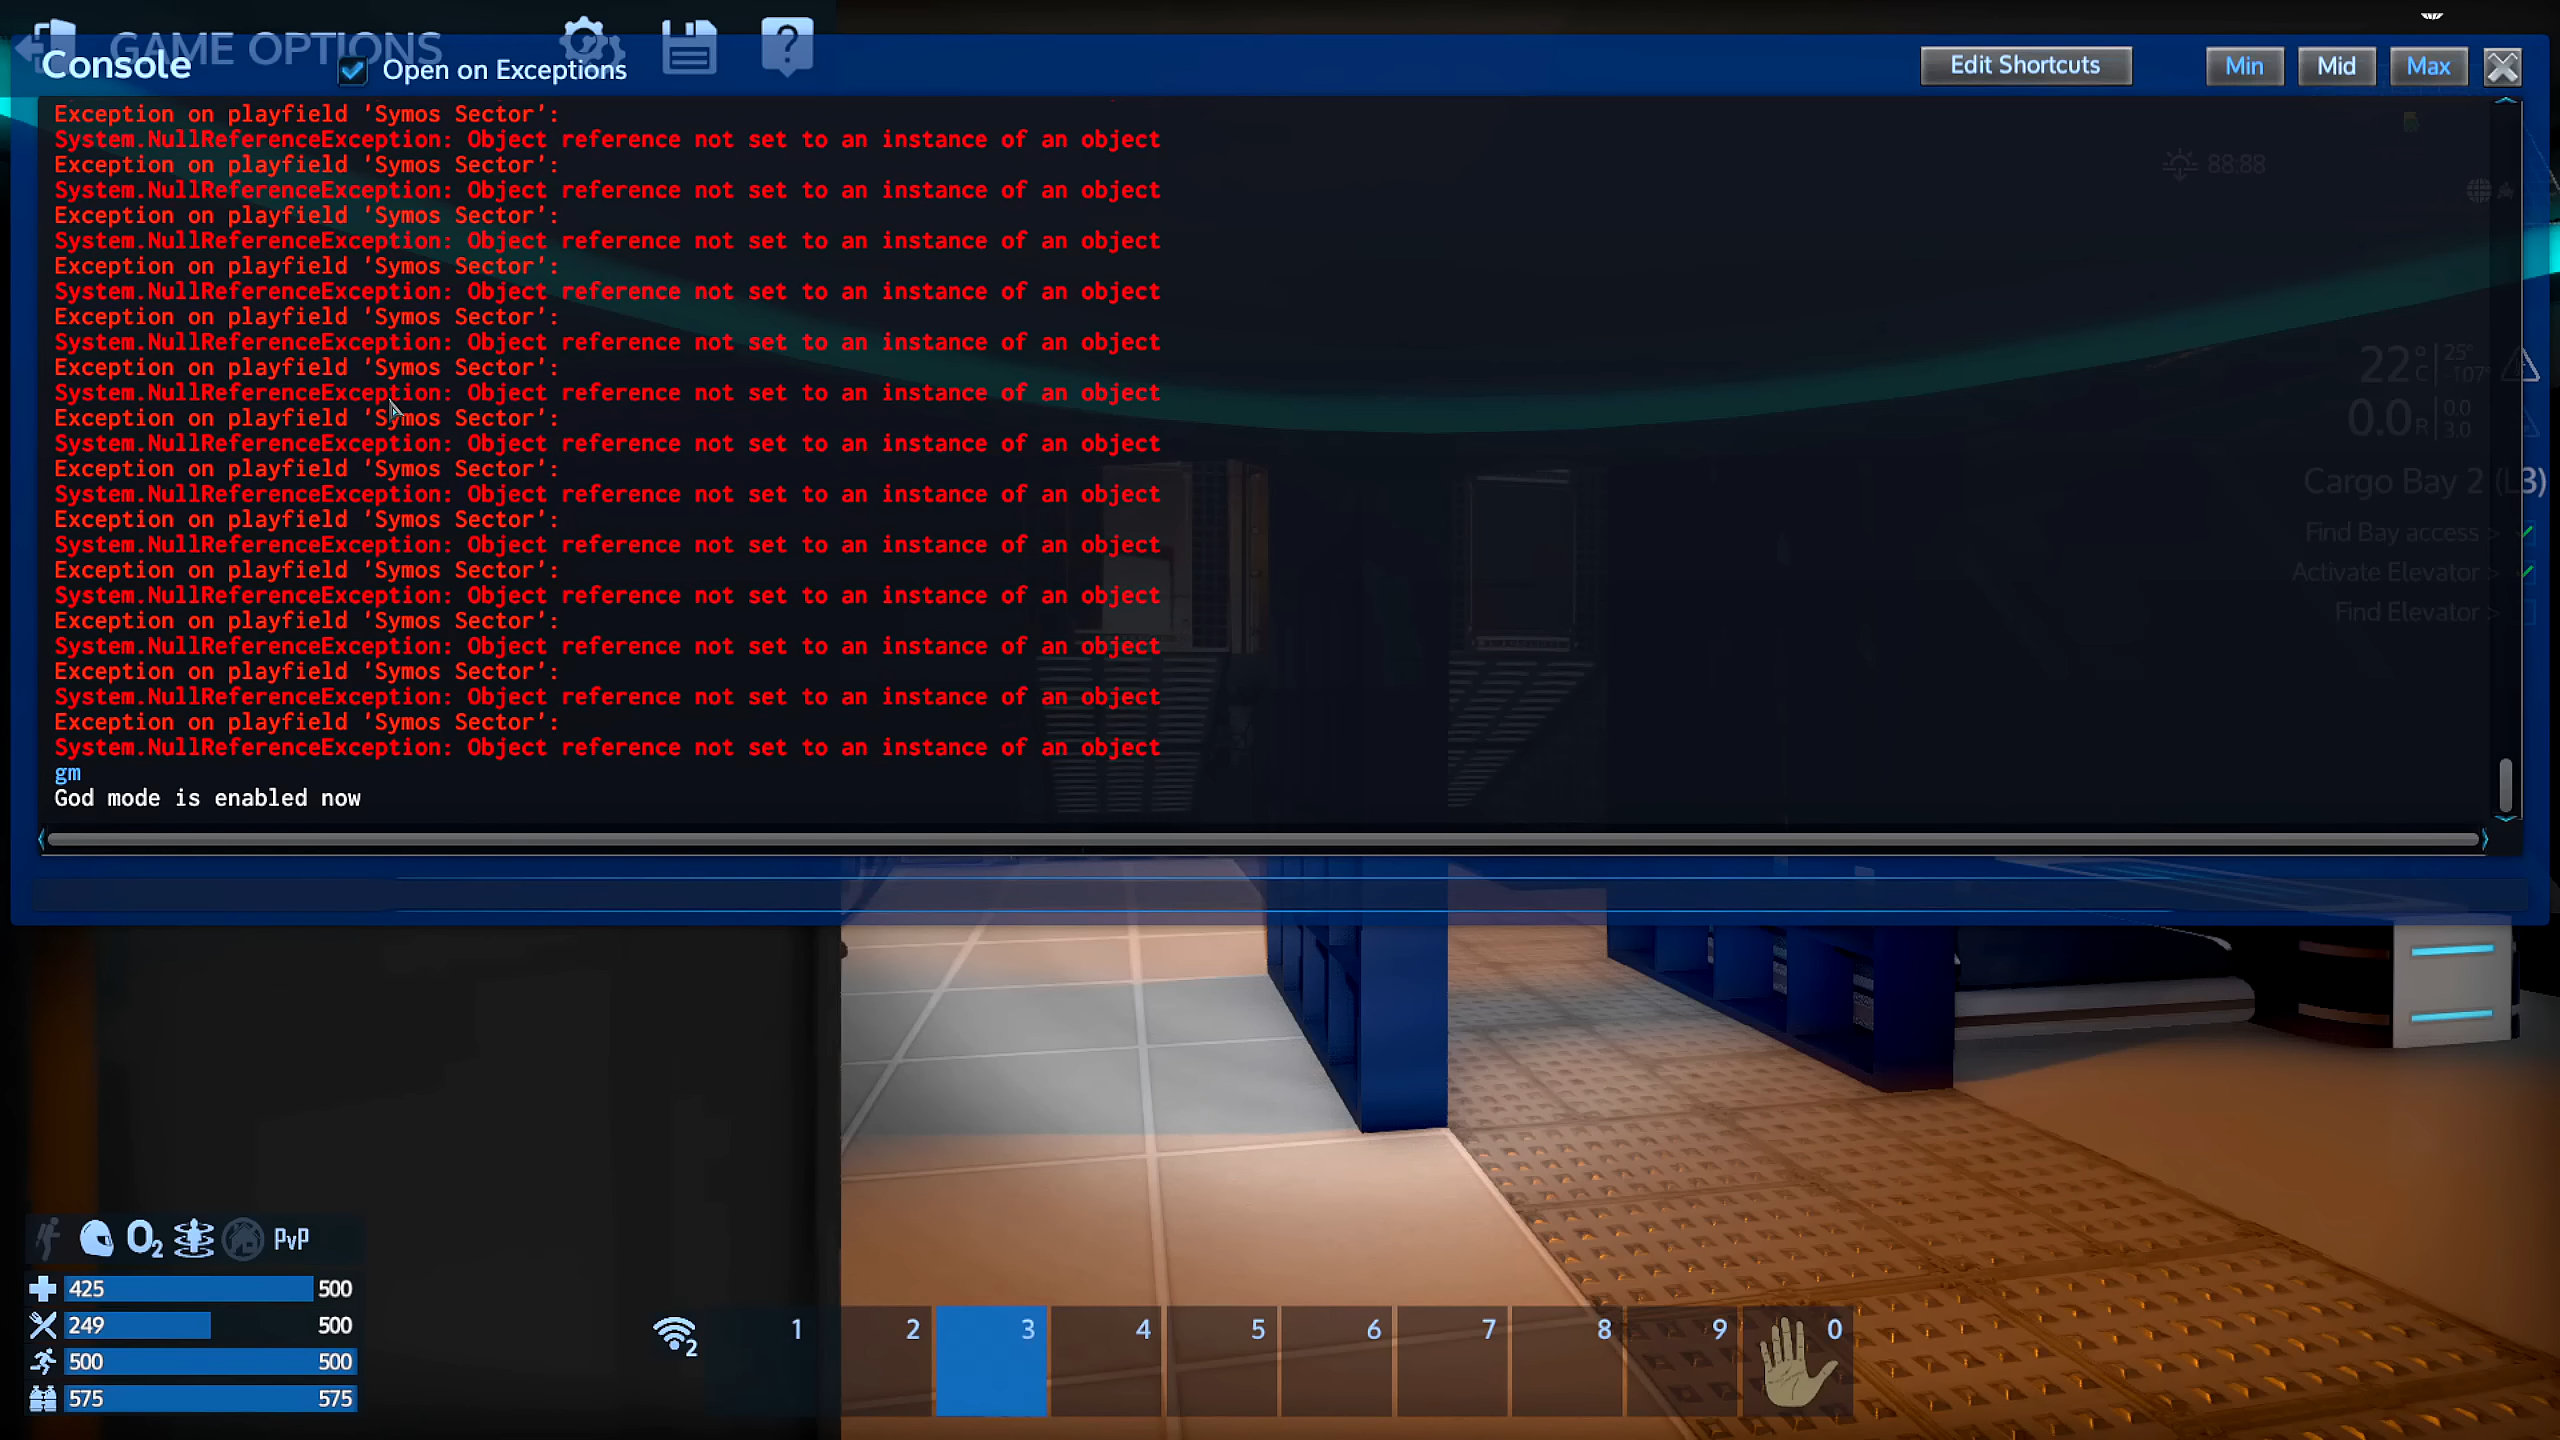 GAME OPTIONS
Console
Open on Exceptions
Edit Shortcuts
Min
Mid
Max
Exception on playfield 'Symos Sector':
System.NullReferenceException: Object reference not set to an instance of an object
Exception on playfield 'Symos Sector':
System.NullReferenceException: Object reference not set to an instance of an object
Exception on playfield 'Symos Sector':
System.NullReferenceException: Object reference not set to an instance of an object
Exception on playfield 'Symos Sector':
System.NullReferenceException: Object reference not set to an instance of an object
Exception on playfield 'Symos Sector':
System.NullReferenceException: Object reference not set to an instance of an object
Exception on playfield 'Symos Sector':
System.NullReferenceException: Object reference not set to an instance of an object
Exception on playfield 'Symos Sector':
System.NullReferenceException: Object reference not set to an instance of an object
Exception on playfield 'Symos Sector':
System.NullReferenceException: Object reference not set to an instance of an object
Exception on playfield 'Symos Sector':
System.NullReferenceException: Object reference not set to an instance of an object
Exception on playfield 'Symos Sector':
System.NullReferenceException: Object reference not set to an instance of an object
Exception on playfield 'Symos Sector':
System.NullReferenceException: Object reference not set to an instance of an object
Exception on playfield 'Symos Sector':
System.NullReferenceException: Object reference not set to an instance of an object
Exception on playfield 'Symos Sector':
System.NullReferenceException: Object reference not set to an instance of an object
gm
God mode is enabled now
88:88
22 °C 25° -107°
0.0 R 0.0 3.0
Cargo Bay 2 (L3)
Find Bay access >
Activate Elevator >
Find Elevator >
O2 PvP
425 500
249 500
500 500
575 575
2
1 2 3 4 5 6 7 8 9 0